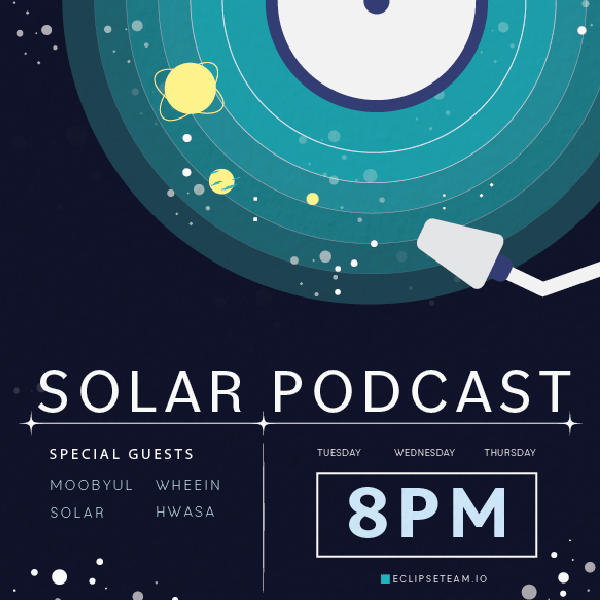 SOLAR PODCAST
SPECIAL GUESTS
MOOBYUL WHEEIN
SOLAR HWASA
TUESDAY WEDNESDAY THURSDAY
8PM
ECLIPSETEAM.IO